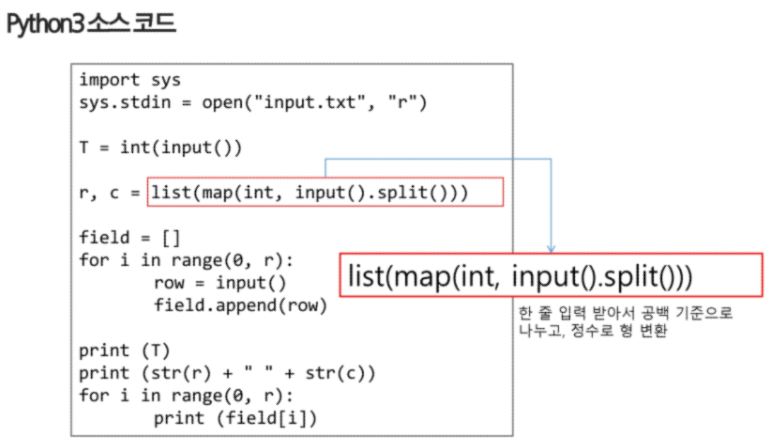 Python3 소스 코드
import sys
sys.stdin = open("input.txt", "r")
T = int(input())
r, c = list(map(int, input().split()))
field = []
for i in range(0, r):
row = input()
field.append(row)
list(map(int, input().split()))
한 줄 입력 받아서 공백 기준으로
나누고, 정수로 형 변환
print (T)
print (str(r) + " " + str(c))
for i in range(0, r):
print (field[i])